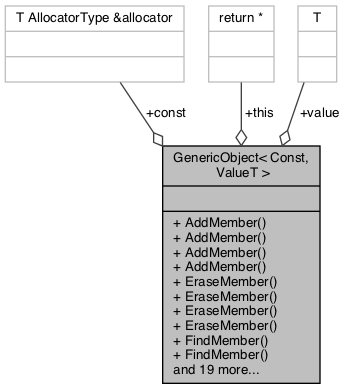 T AllocatorType &allocator
return *
T
+const
+this
+value
GenericObject< Const,
ValueT >
+ AddMember()
+ AddMember()
+ AddMember()
+ AddMember()
+ EraseMember()
+ EraseMember()
+ EraseMember()
+ EraseMember()
+ FindMember()
+ FindMember()
and 19 more...